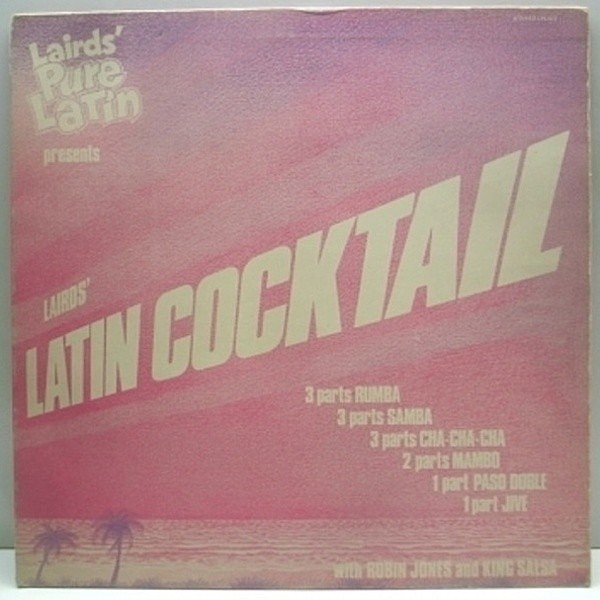 Lairds'
Pure
Latin
presents
LAIRDS'
LATIN COCKTAIL
3 parts RUMBA
3 parts SAMBA
3 parts CHA-CHA-CHA
2 parts MAMBO
1 part PASO DOBLE
1 part JIVE
with ROBIN JONES and KING SALSA